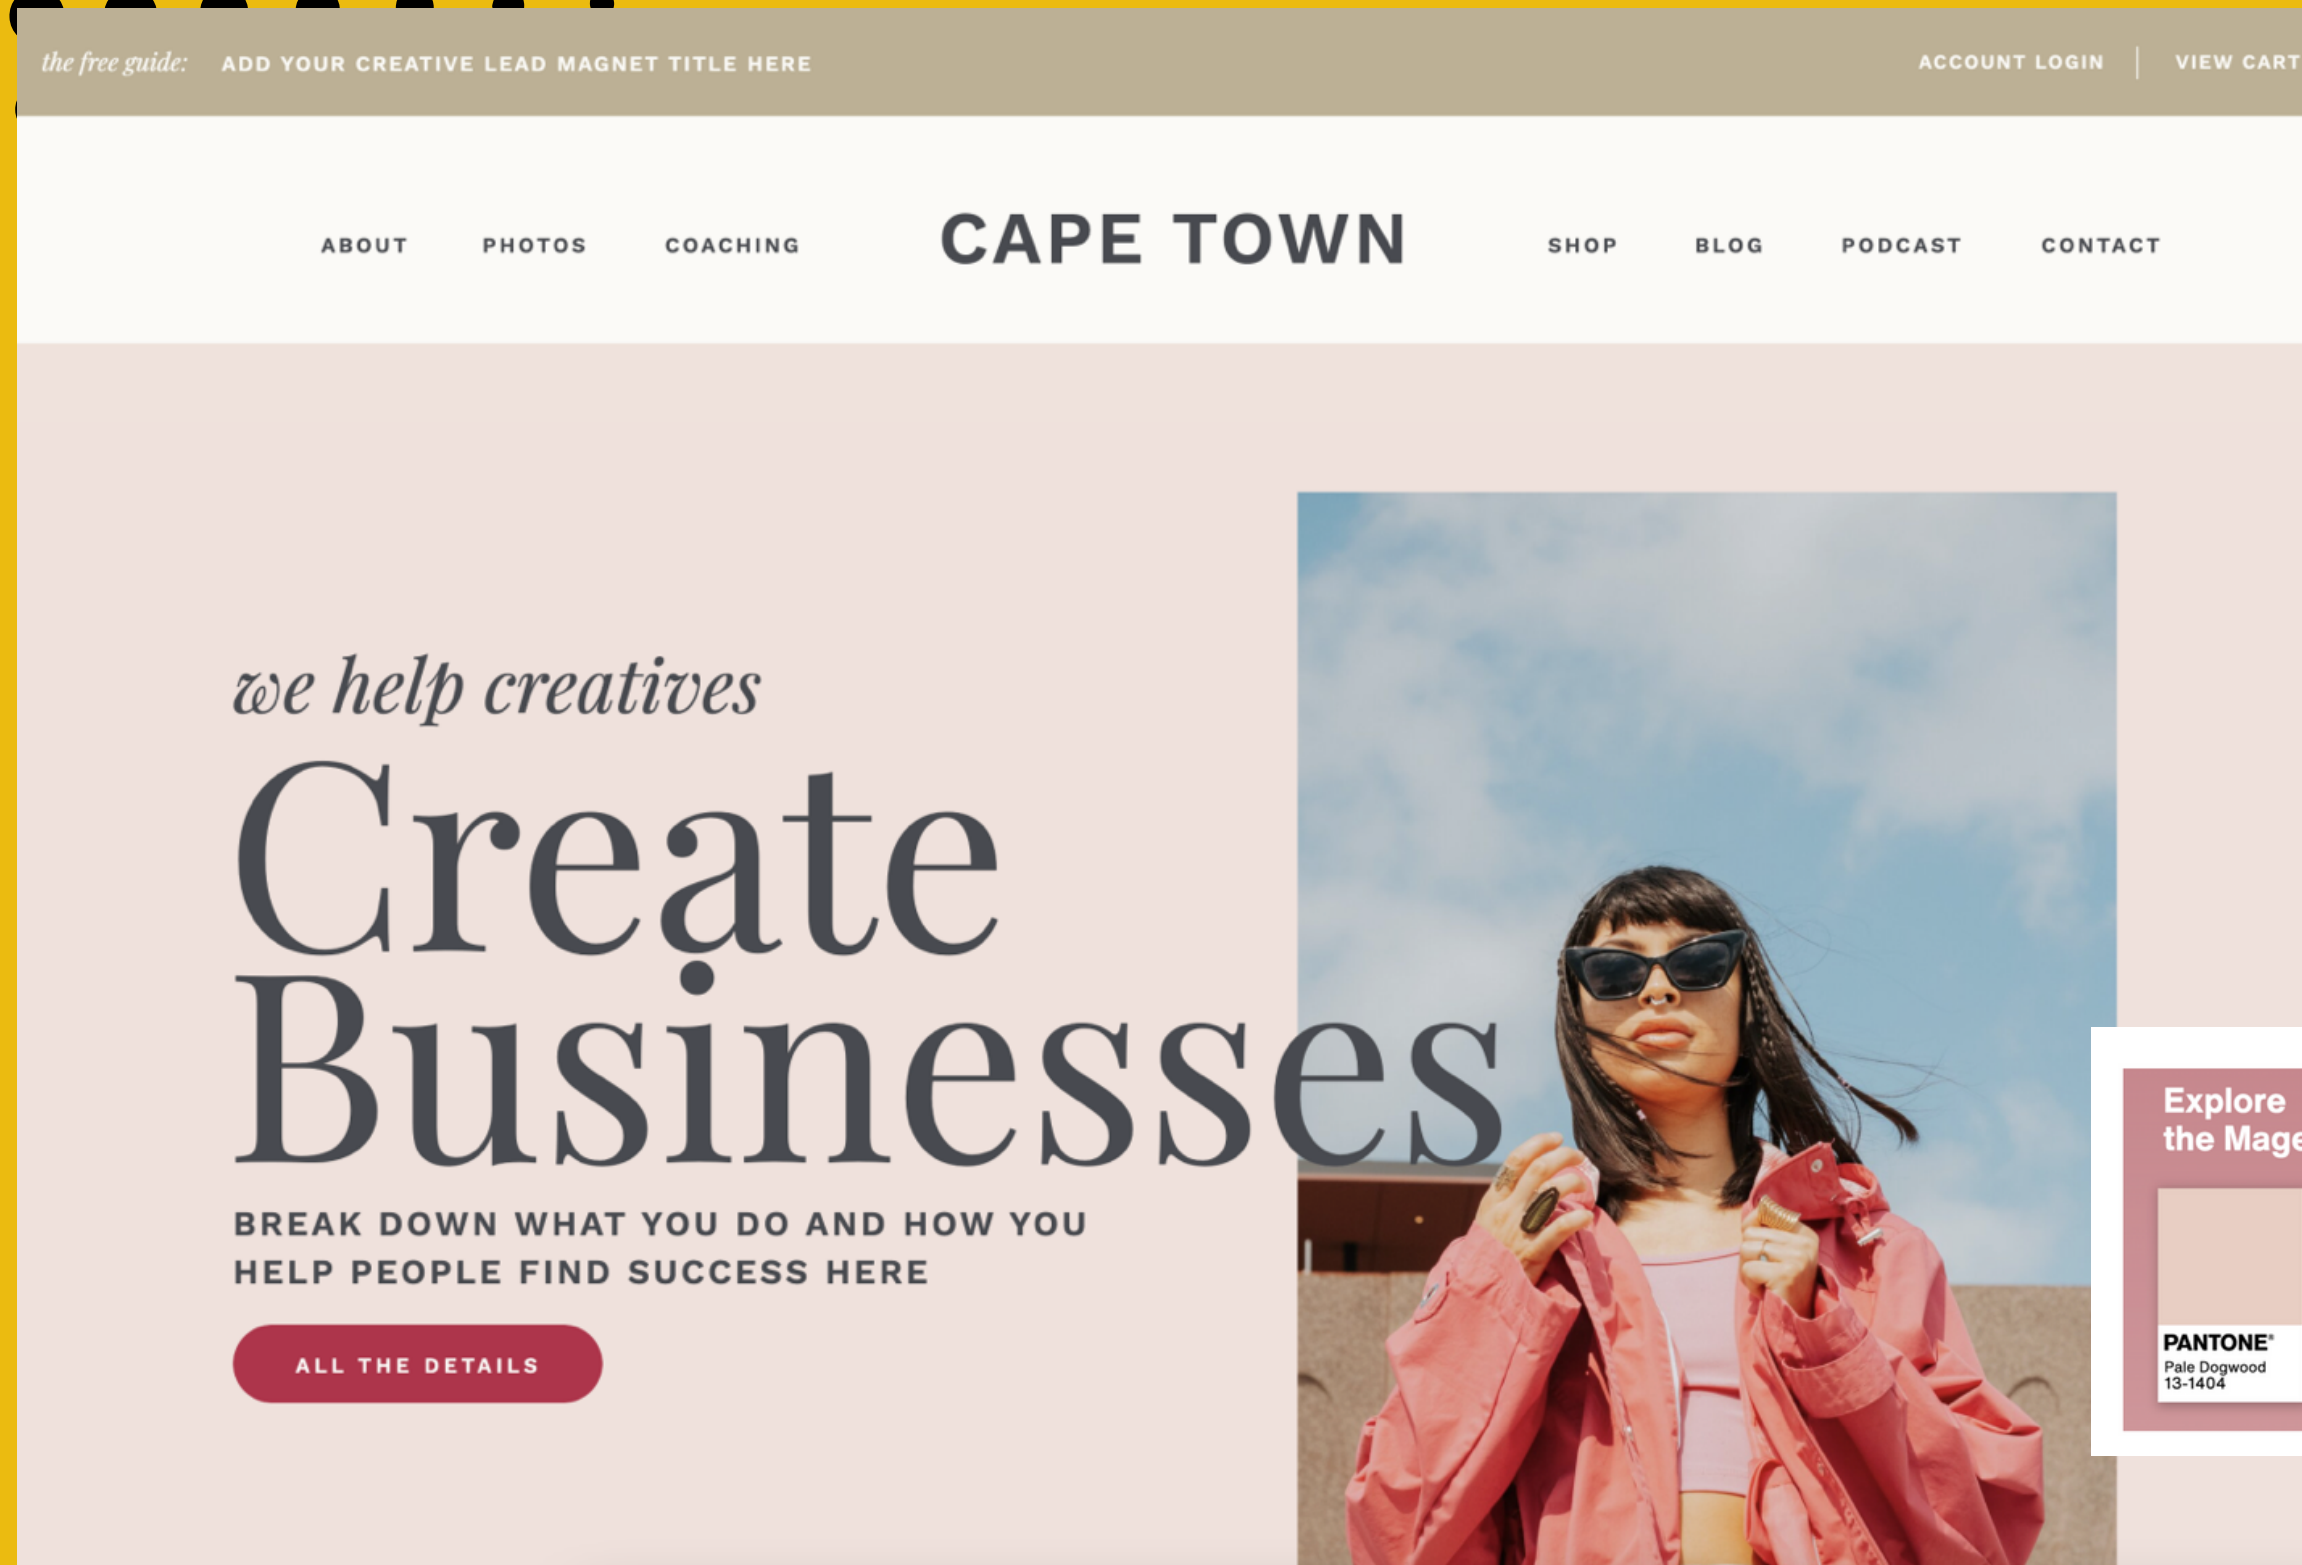 the free guide: ADD YOUR CREATIVE LEAD MAGNET TITLE HERE
ACCOUNT LOGIN VIEW CART
ABOUT PHOTOS COACHING CAPE TOWN SHOP BLOG PODCAST CONTACT
we help creatives
Create
Businesses
BREAK DOWN WHAT YOU DO AND HOW YOU
HELP PEOPLE FIND SUCCESS HERE
ALL THE DETAILS
Explore
the
PANTONE®
Pale Dogwood
13-1404